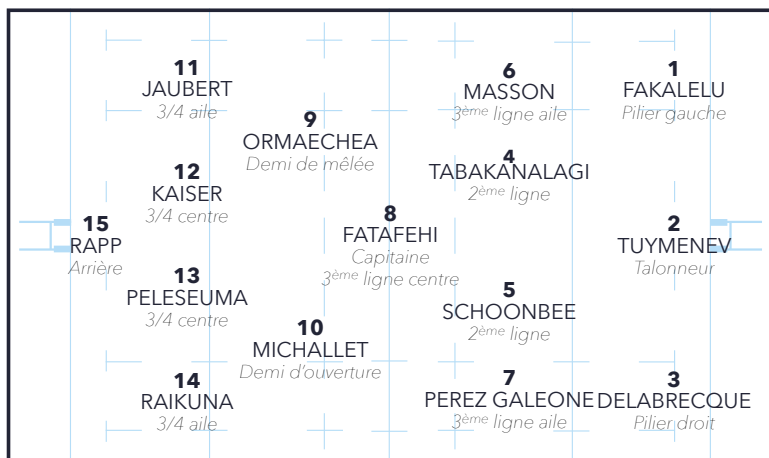 11
JAUBERT
3/4 aile
6
MASSON
3ème ligne aile
1
FAKALELU
Pilier gauche
9
ORMAECHEA
Demi de mêlée
12
KAISER
3/4 centre
4
TABAKANALAGI
2ème ligne
15
RAPP
Arrière
8
FATAFEHI
Capitaine
3ème ligne centre
2
TUYMENEV
Talonneur
13
PELESEUMA
3/4 centre
5
SCHOONBEE
2ème ligne
10
MICHALLET
Demi d'ouverture
14
RAIKUNA
3/4 aile
7
PEREZ GALEONE
3ème ligne aile
3
DELABRECQUE
Pilier droit